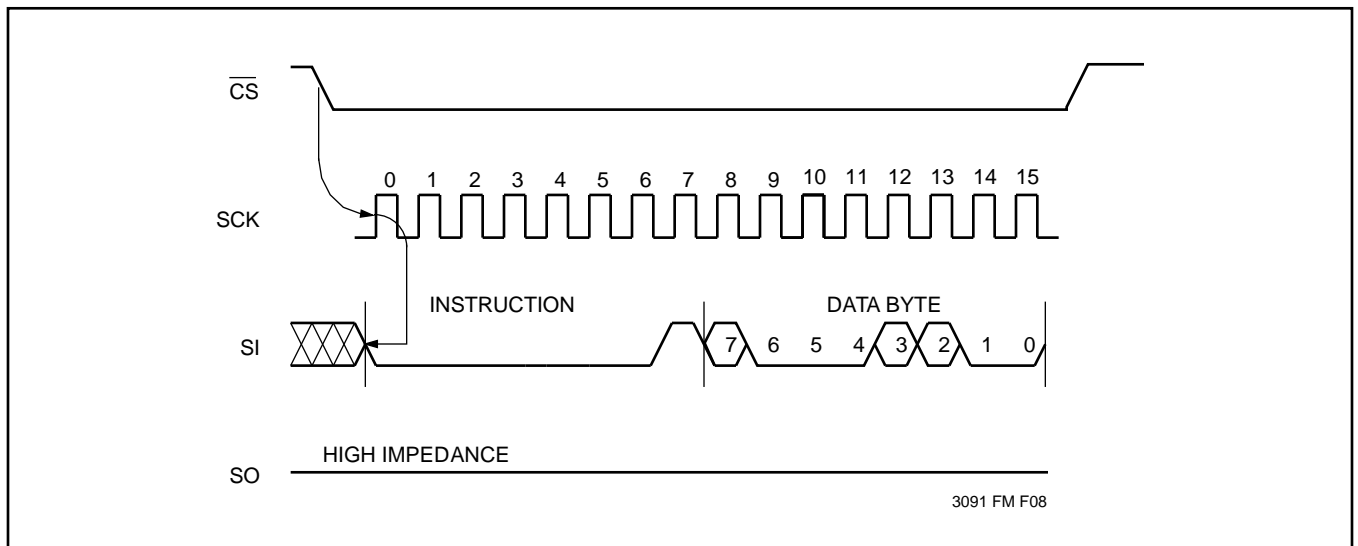 CS
0 1 2 3 4 5 6 7 8 9 10 11 12 13 14 15
SCK
INSTRUCTION DATA BYTE
SI 7 6 5 4 3 2 1 0
HIGH IMPEDANCE
SO
3091 FM F08